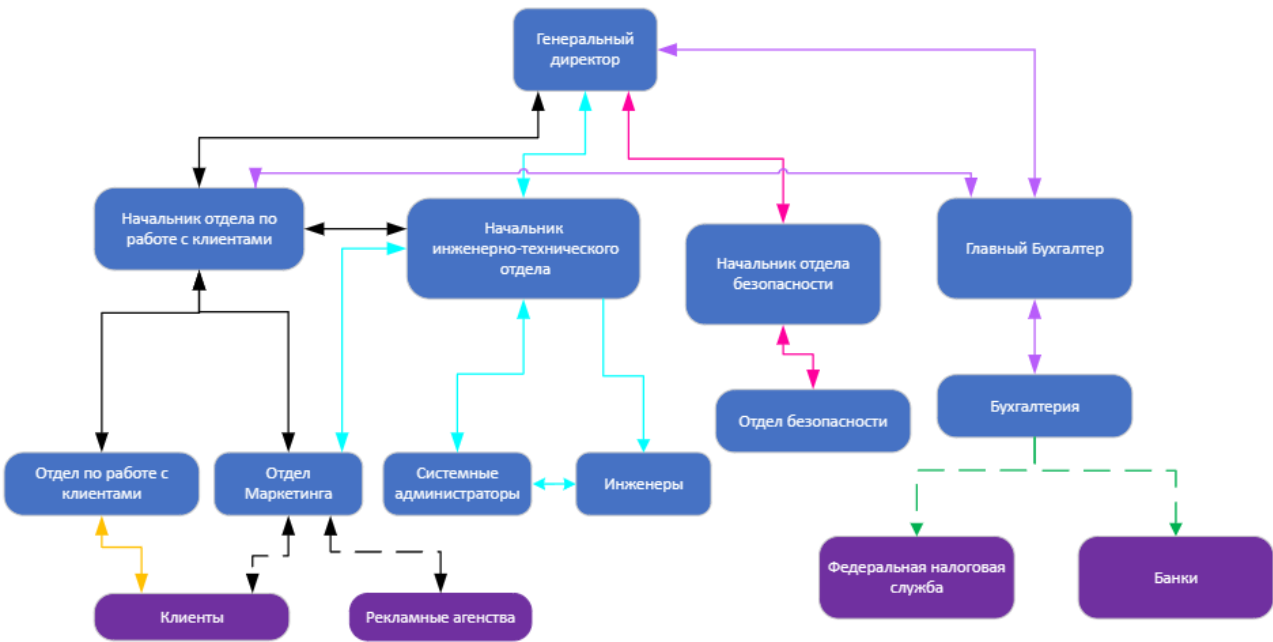 Генеральный
директор
Начальник отдела по
работе с клиентами
Начальник
инженерно-технического
отдела
Начальник отдела
безопасности
Главный Бухгалтер
Отдел безопасности
Бухгалтерия
Отдел по работе с
клиентами
Отдел
Маркетинга
Системные
администраторы
Инженеры
Федеральная налоговая
служба
Банки
Клиенты
Рекламные агенства